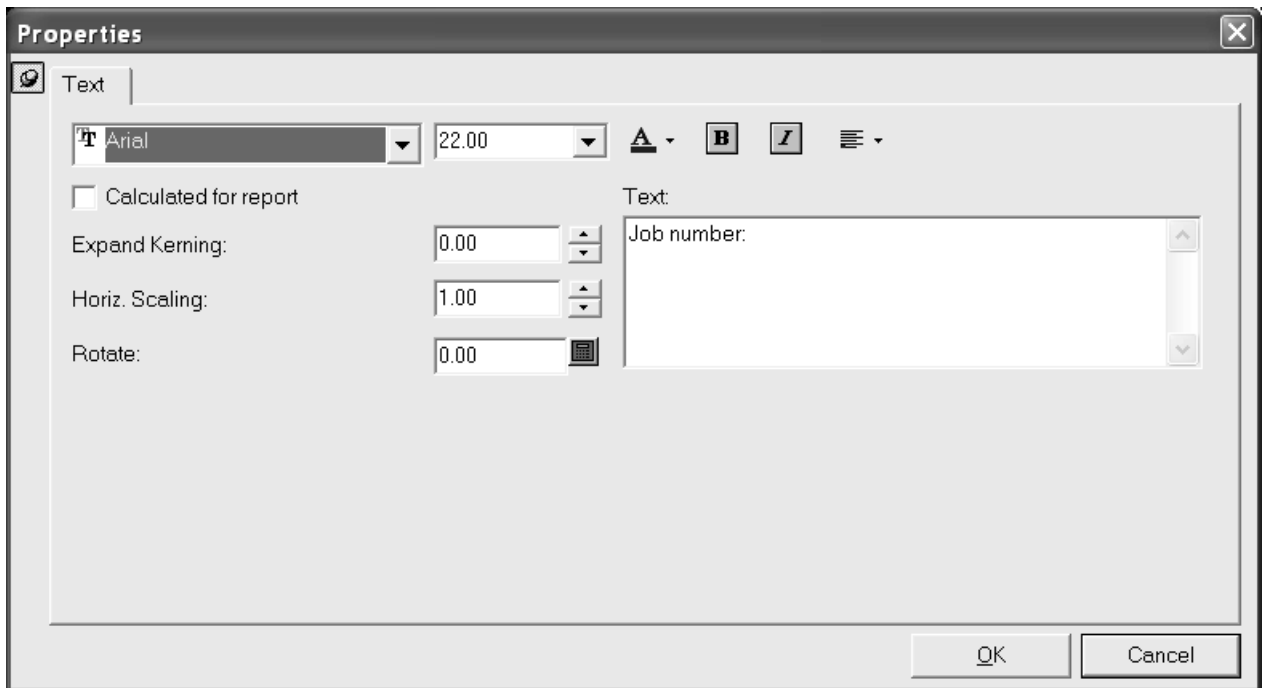 Properties
Text
Arial 22.00 A B I
Calculated for report Text:
Job number:
Expand Kerning: 0.00
Horiz. Scaling: 1.00
Rotate: 0.00
OK Cancel